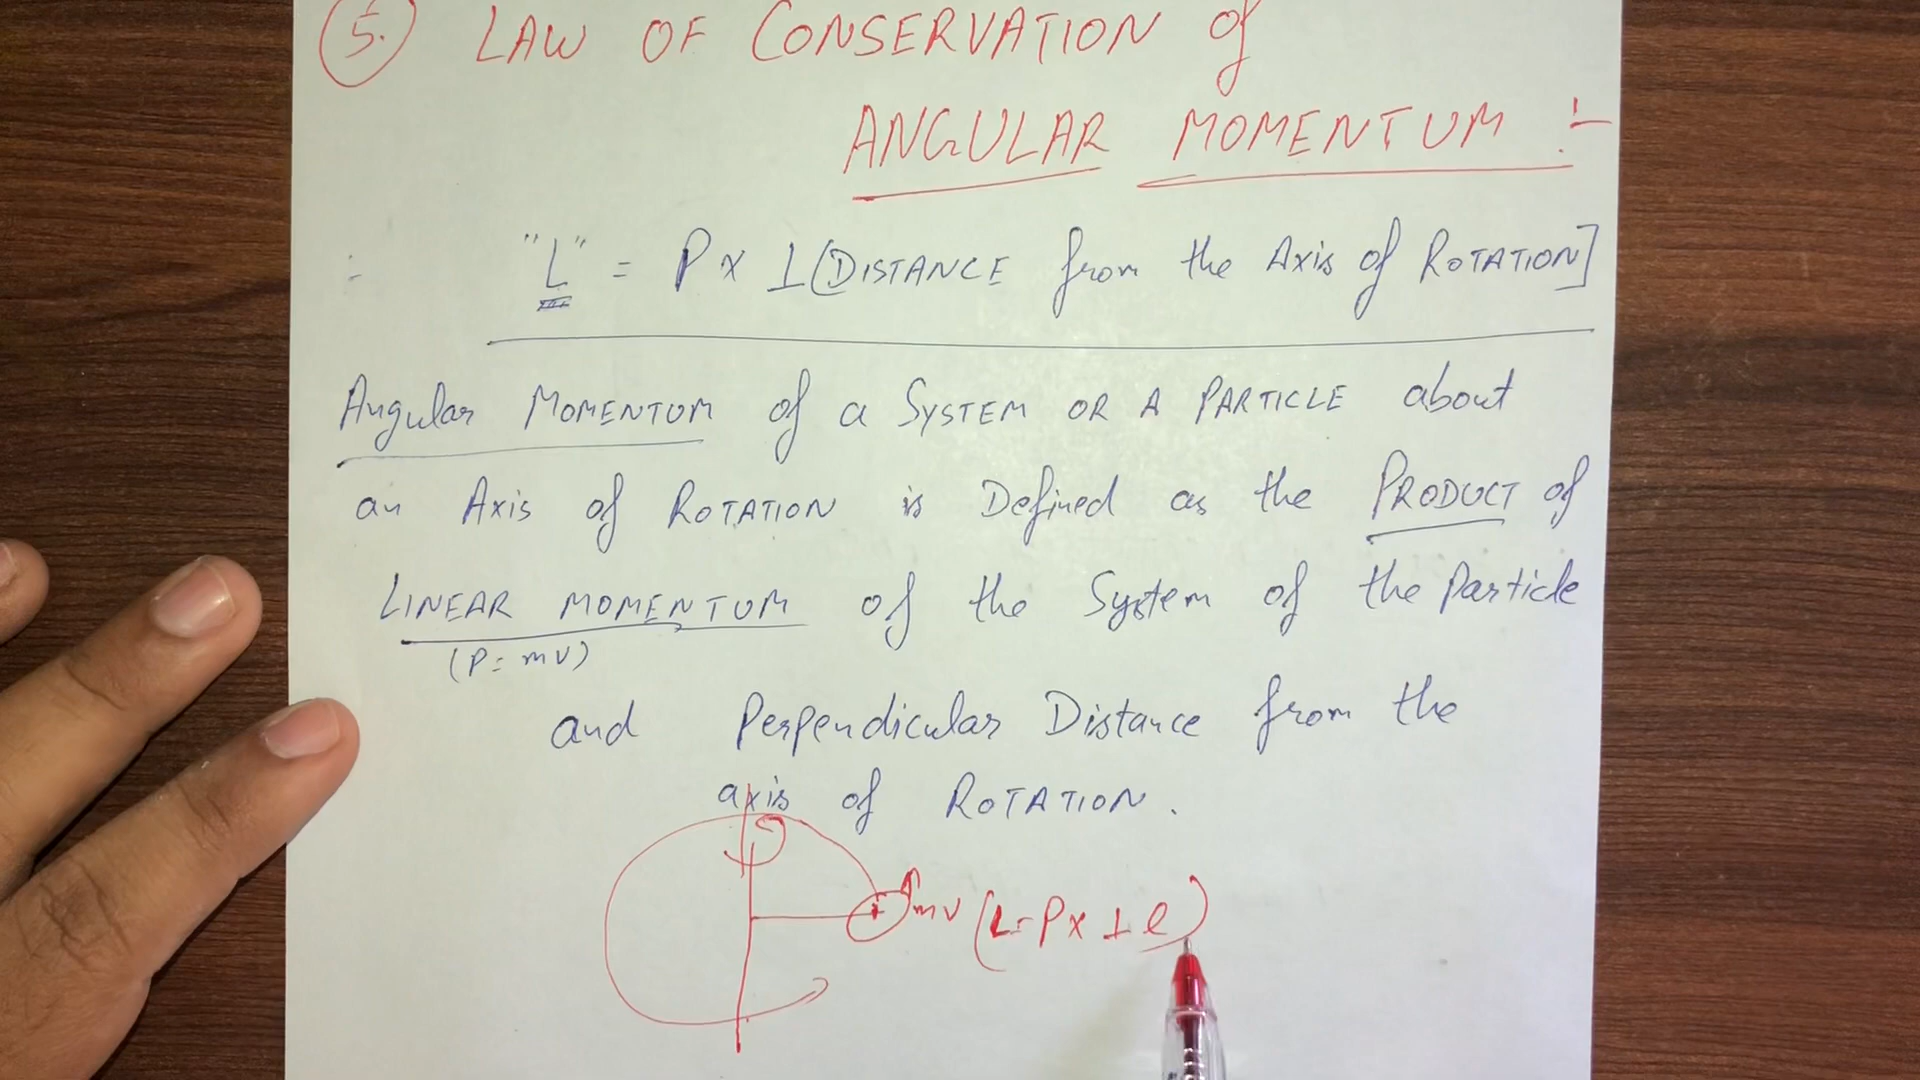 5. LAW OF CONSERVATION of
ANGULAR MOMENTUM :-
: "L" = P x ⊥ (DISTANCE from the Axis of ROTATION]
Angular MOMENTUM of a SYSTEM OR A PARTICLE about
an Axis of ROTATION is Defined as the PRODUCT of
LINEAR MOMENTUM of the System of the Particle
(P = mv)
and Perpendicular Distance from the
axis of ROTATION.
mv (L = P x ⊥ l)